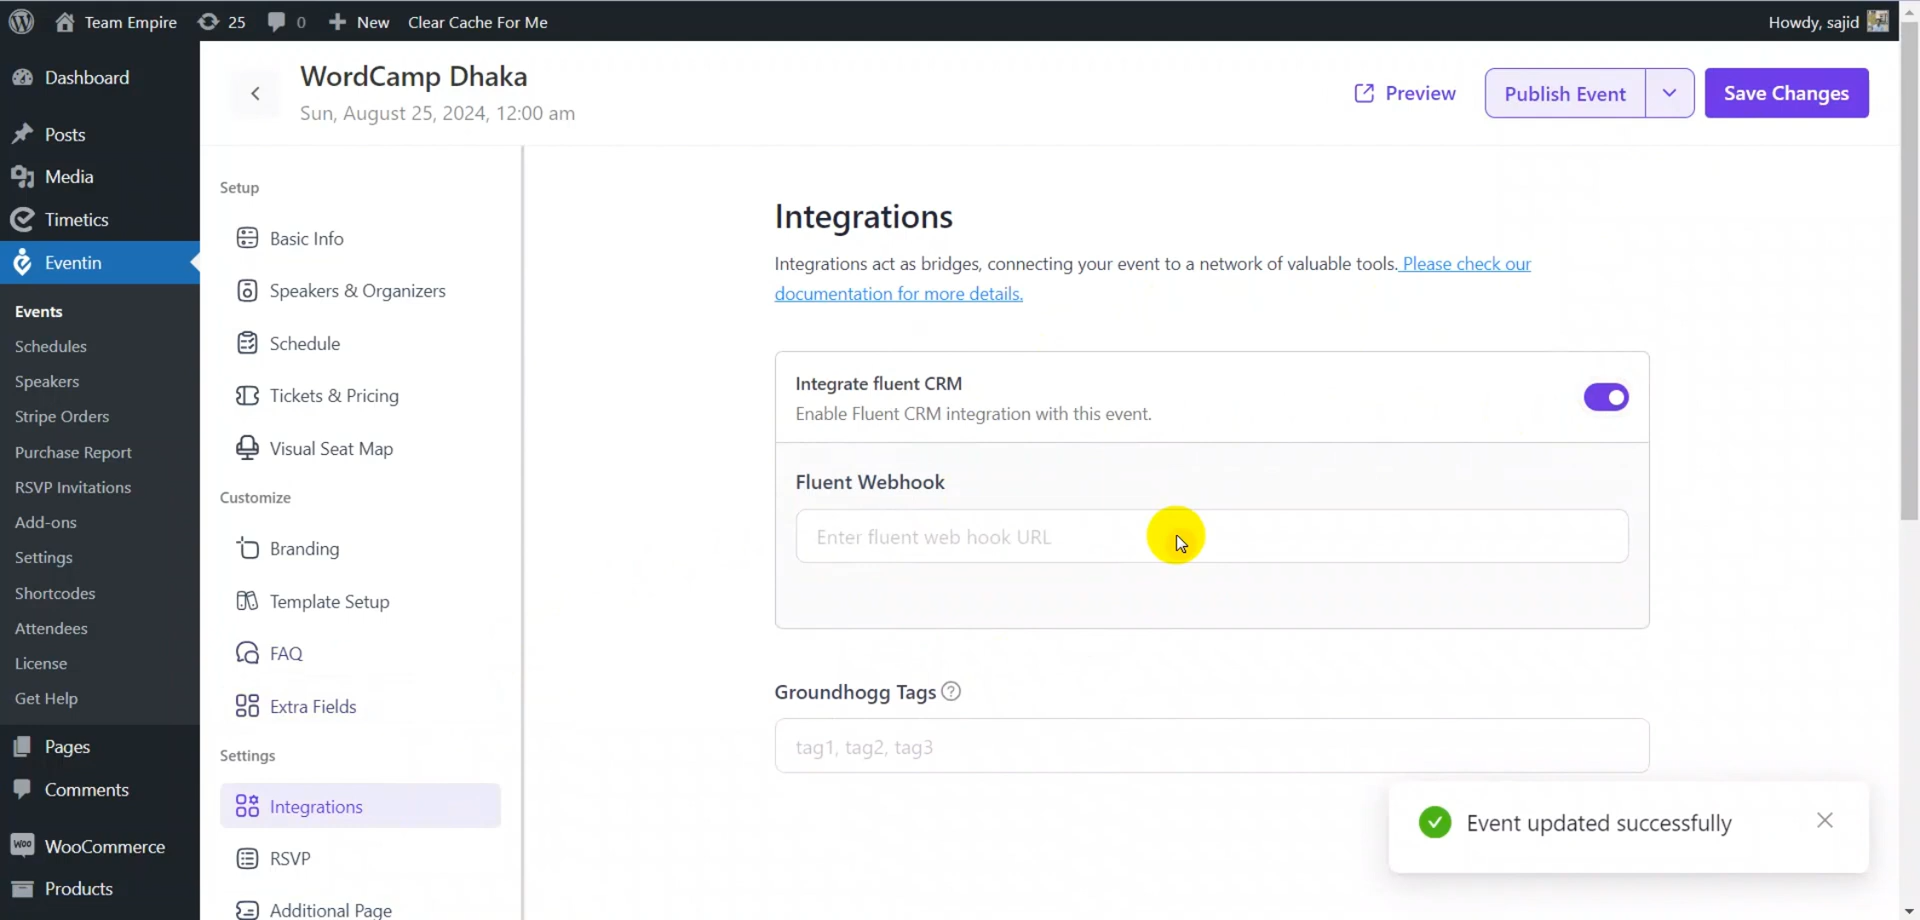 Team Empire
25
0
New
Clear Cache For Me
Howdy, sajid
Dashboard
Posts
Media
Timetics
Eventin
Events
Schedules
Speakers
Stripe Orders
Purchase Report
RSVP Invitations
Add-ons
Settings
Shortcodes
Attendees
License
Get Help
Pages
Comments
Woo WooCommerce
Products
WordCamp Dhaka
Sun, August 25, 2024, 12:00 am
Preview
Publish Event
Save Changes
Setup
Basic Info
Speakers & Organizers
Schedule
Tickets & Pricing
Visual Seat Map
Customize
Branding
Template Setup
FAQ
Extra Fields
Settings
Integrations
RSVP
Additional Page
Integrations
Integrations act as bridges, connecting your event to a network of valuable tools. Please check our
documentation for more details.
Integrate fluent CRM
Enable Fluent CRM integration with this event.
Fluent Webhook
Enter fluent web hook URL
Groundhogg Tags ?
tag1, tag2, tag3
Event updated successfully